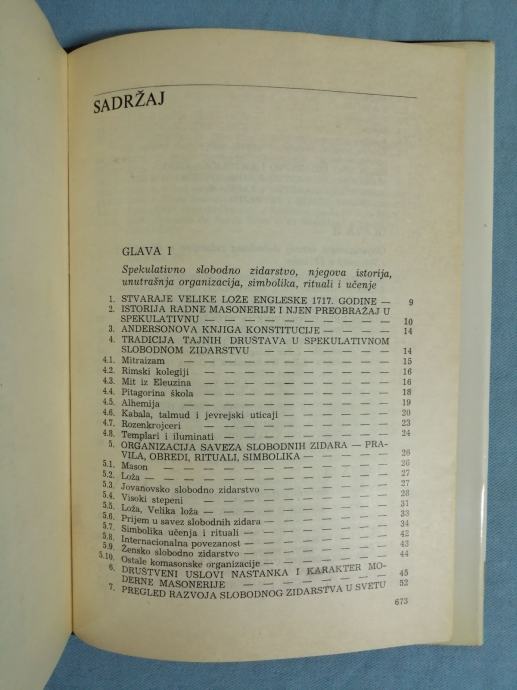 SADRŽAJ
GLAVA I
Spekulativno slobodno zidarstvo, njegova istorija,
unutrašnja organizacija, simbolika, rituali i učenje
1. STVARAJE VELIKE LOŽE ENGLESKE 1717. GODINE — 9
2. ISTORIJA RADNE MASONERIJE I NJEN PREOBRAŽAJ U
SPEKULATIVNU — — — — — — — — — 10
3. ANDERSONOVA KNJIGA KONSTITUCIJE — — — — 14
4. TRADICIJA TAJNIH DRUŠTAVA U SPEKULATIVNOM
SLOBODNOM ZIDARSTVU — — — — — — — 14
4.1. Mitraizam — — — — — — — — — — 15
4.2. Rimski kolegiji — — — — — — — — — 16
4.3. Mit iz Eleuzina — — — — — — — — — 16
4.4. Pitagorina škola — — — — — — — — — 18
4.5. Alhemija — — — — — — — — — — 19
4.6. Kabala, talmud i jevrejski uticaji — — — — — 20
4.7. Rozenkrojceri — — — — — — — — — 23
4.8. Templari i iluminati — — — — — — — — 24
5. ORGANIZACIJA SAVEZA SLOBODNIH ZIDARA — PRA-
VILA, OBREDI, RITUALI, SIMBOLIKA — — — — — 26
5.1. Mason — — — — — — — — — — — 26
5.2. Loža — — — — — — — — — — — 27
5.3. Jovanovsko slobodno zidarstvo — — — — — — 27
5.4. Visoki stepeni — — — — — — — — — 28
5.5. Loža, Velika loža — — — — — — — — 31
5.6. Prijem u savez slobodnih zidara — — — — — 33
5.7. Simbolika učenja i rituali — — — — — — — 34
5.8. Internacionalna povezanost — — — — — — — 42
5.9. Žensko slobodno zidarstvo — — — — — — — 43
5.10. Ostale komasonske organizacije — — — — — — 44
6. DRUŠTVENI USLOVI NASTANKA I KARAKTER MO-
DERNE MASONERIJE — — — — — — — — 45
7. PREGLED RAZVOJA SLOBODNOG ZIDARSTVA U SVETU 52
673